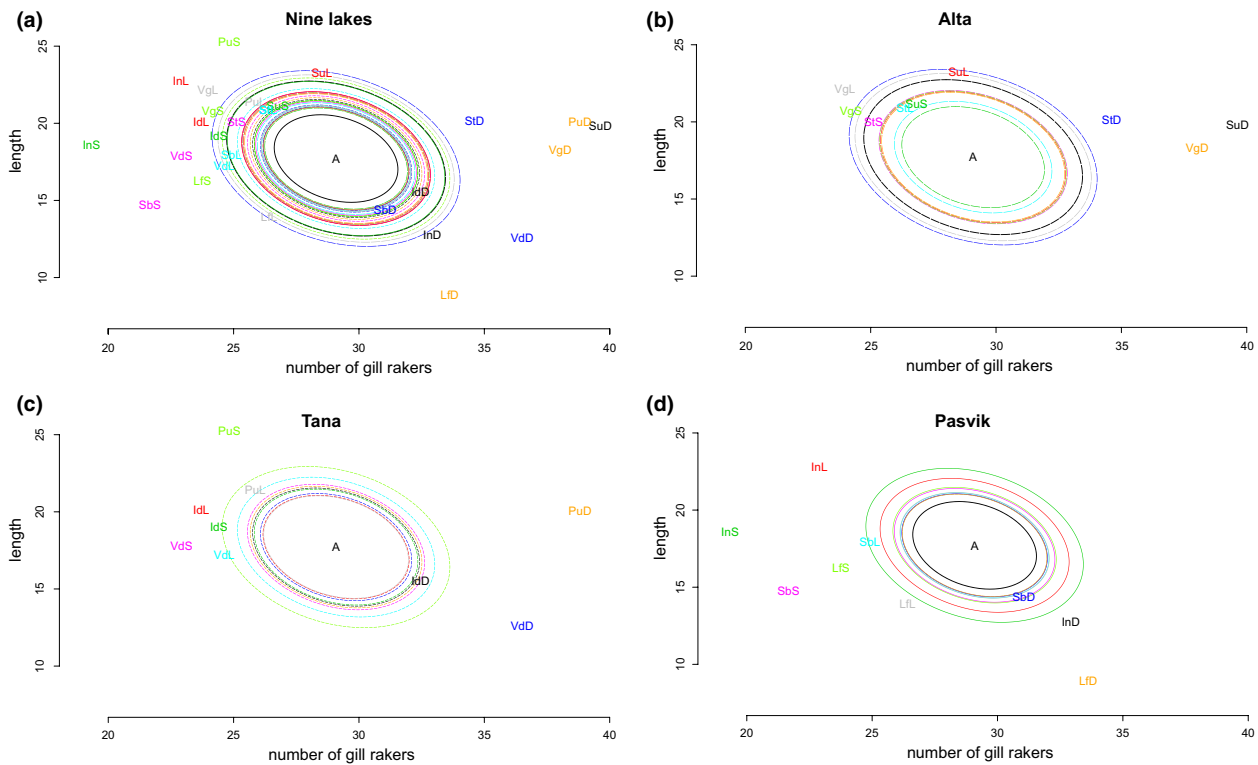 (a)
Nine lakes
25
20
15
10
length
PuS
InL
SuL
VgL
PuL
VgS
StL
SuS
IdL
StS
StD
PuD
SuD
IdS
InS
VdS
SbL
VdL
VgD
A
LfS
IdD
SbS
LfL
SbD
InD
VdD
LfD
20 25 30 35 40
number of gill rakers
(b)
Alta
25
20
15
10
length
SuL
VgL
VgS
StL
SuS
StS
StD
SuD
VgD
A
20 25 30 35 40
number of gill rakers
(c)
Tana
25
20
15
10
length
PuS
PuL
IdL
PuD
IdS
VdS
VdL
A
IdD
VdD
20 25 30 35 40
number of gill rakers
(d)
Pasvik
25
20
15
10
length
InL
InS
SbL
A
LfS
SbS
LfL
SbD
InD
LfD
20 25 30 35 40
number of gill rakers